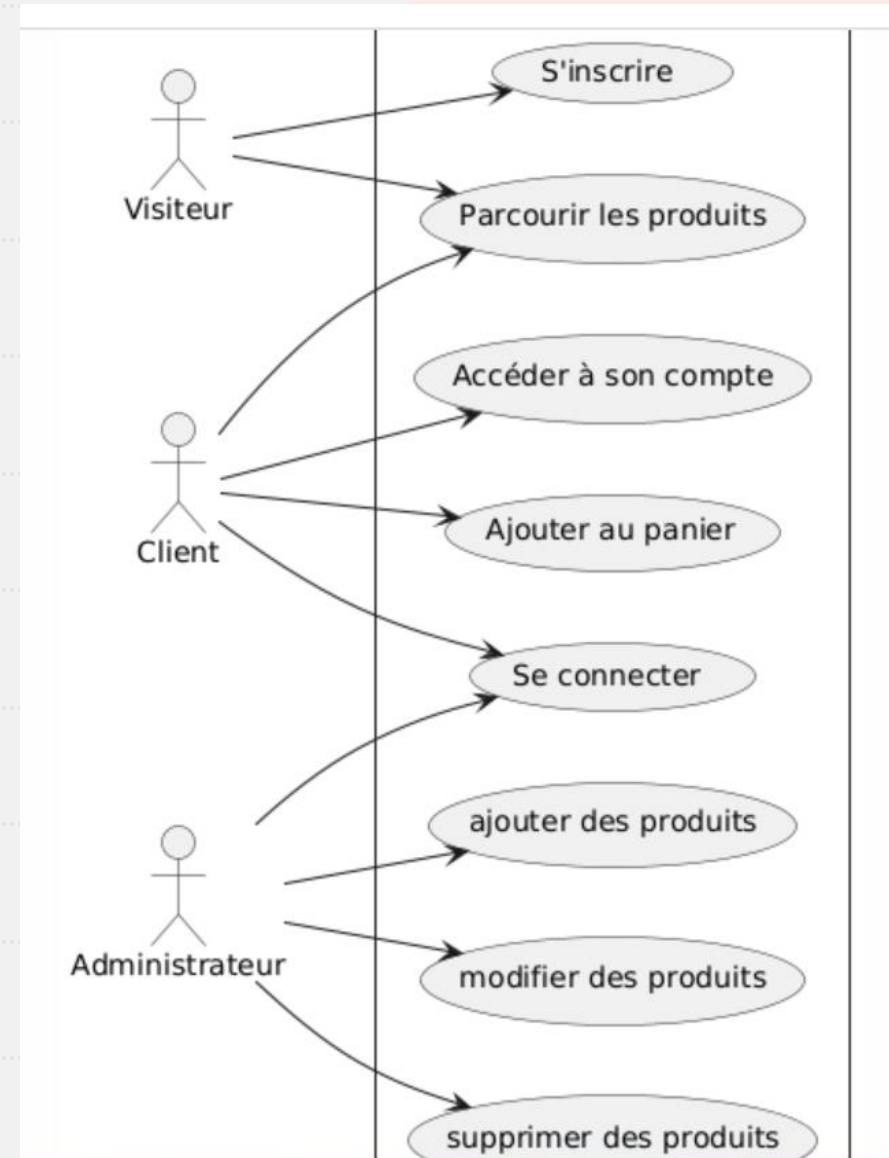 S'inscrire
Visiteur
Parcourir les produits
Accéder à son compte
Ajouter au panier
Client
Se connecter
ajouter des produits
Administrateur
modifier des produits
supprimer des produits